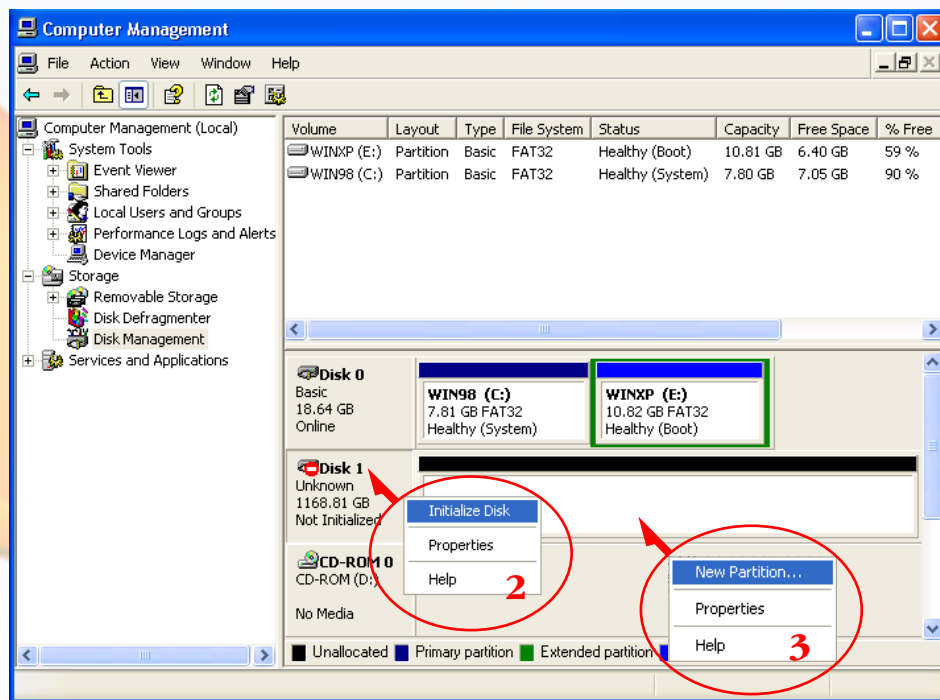 Computer Management
File Action View Window Help
Computer Management (Local)
System Tools
Event Viewer
Shared Folders
Local Users and Groups
Performance Logs and Alerts
Device Manager
Storage
Removable Storage
Disk Defragmenter
Disk Management
Services and Applications
Volume Layout Type File System Status Capacity Free Space % Free
WINXP (E:) Partition Basic FAT32 Healthy (Boot) 10.81 GB 6.40 GB 59 %
WIN98 (C:) Partition Basic FAT32 Healthy (System) 7.80 GB 7.05 GB 90 %
Disk 0
Basic
18.64 GB
Online
WIN98 (C:)
7.81 GB FAT32
Healthy (System)
WINXP (E:)
10.82 GB FAT32
Healthy (Boot)
Disk 1
Unknown
1168.81 GB
Not Initialized
Initialize Disk
Properties
Help
2
CD-ROM 0
CD-ROM (D:)
No Media
New Partition...
Properties
Help
3
Unallocated Primary partition Extended partition